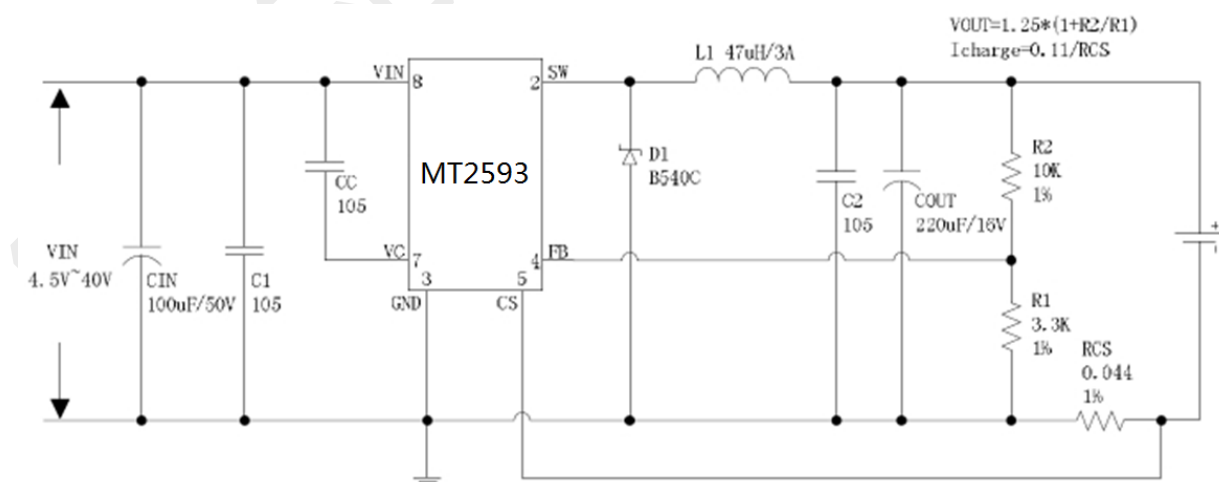 VOUT=1.25*(1+R2/R1)
Icharge=0.11/RCS
L1 47uH/3A
VIN
8
2
SW
MT2593
CC
105
D1
B540C
R2
10K
1%
C2
105
COUT
220uF/16V
+
-
VC
7
4
FB
3
5
GND
CS
VIN
4.5V~40V
CIN
100uF/50V
C1
105
R1
3.3K
1%
RCS
0.044
1%